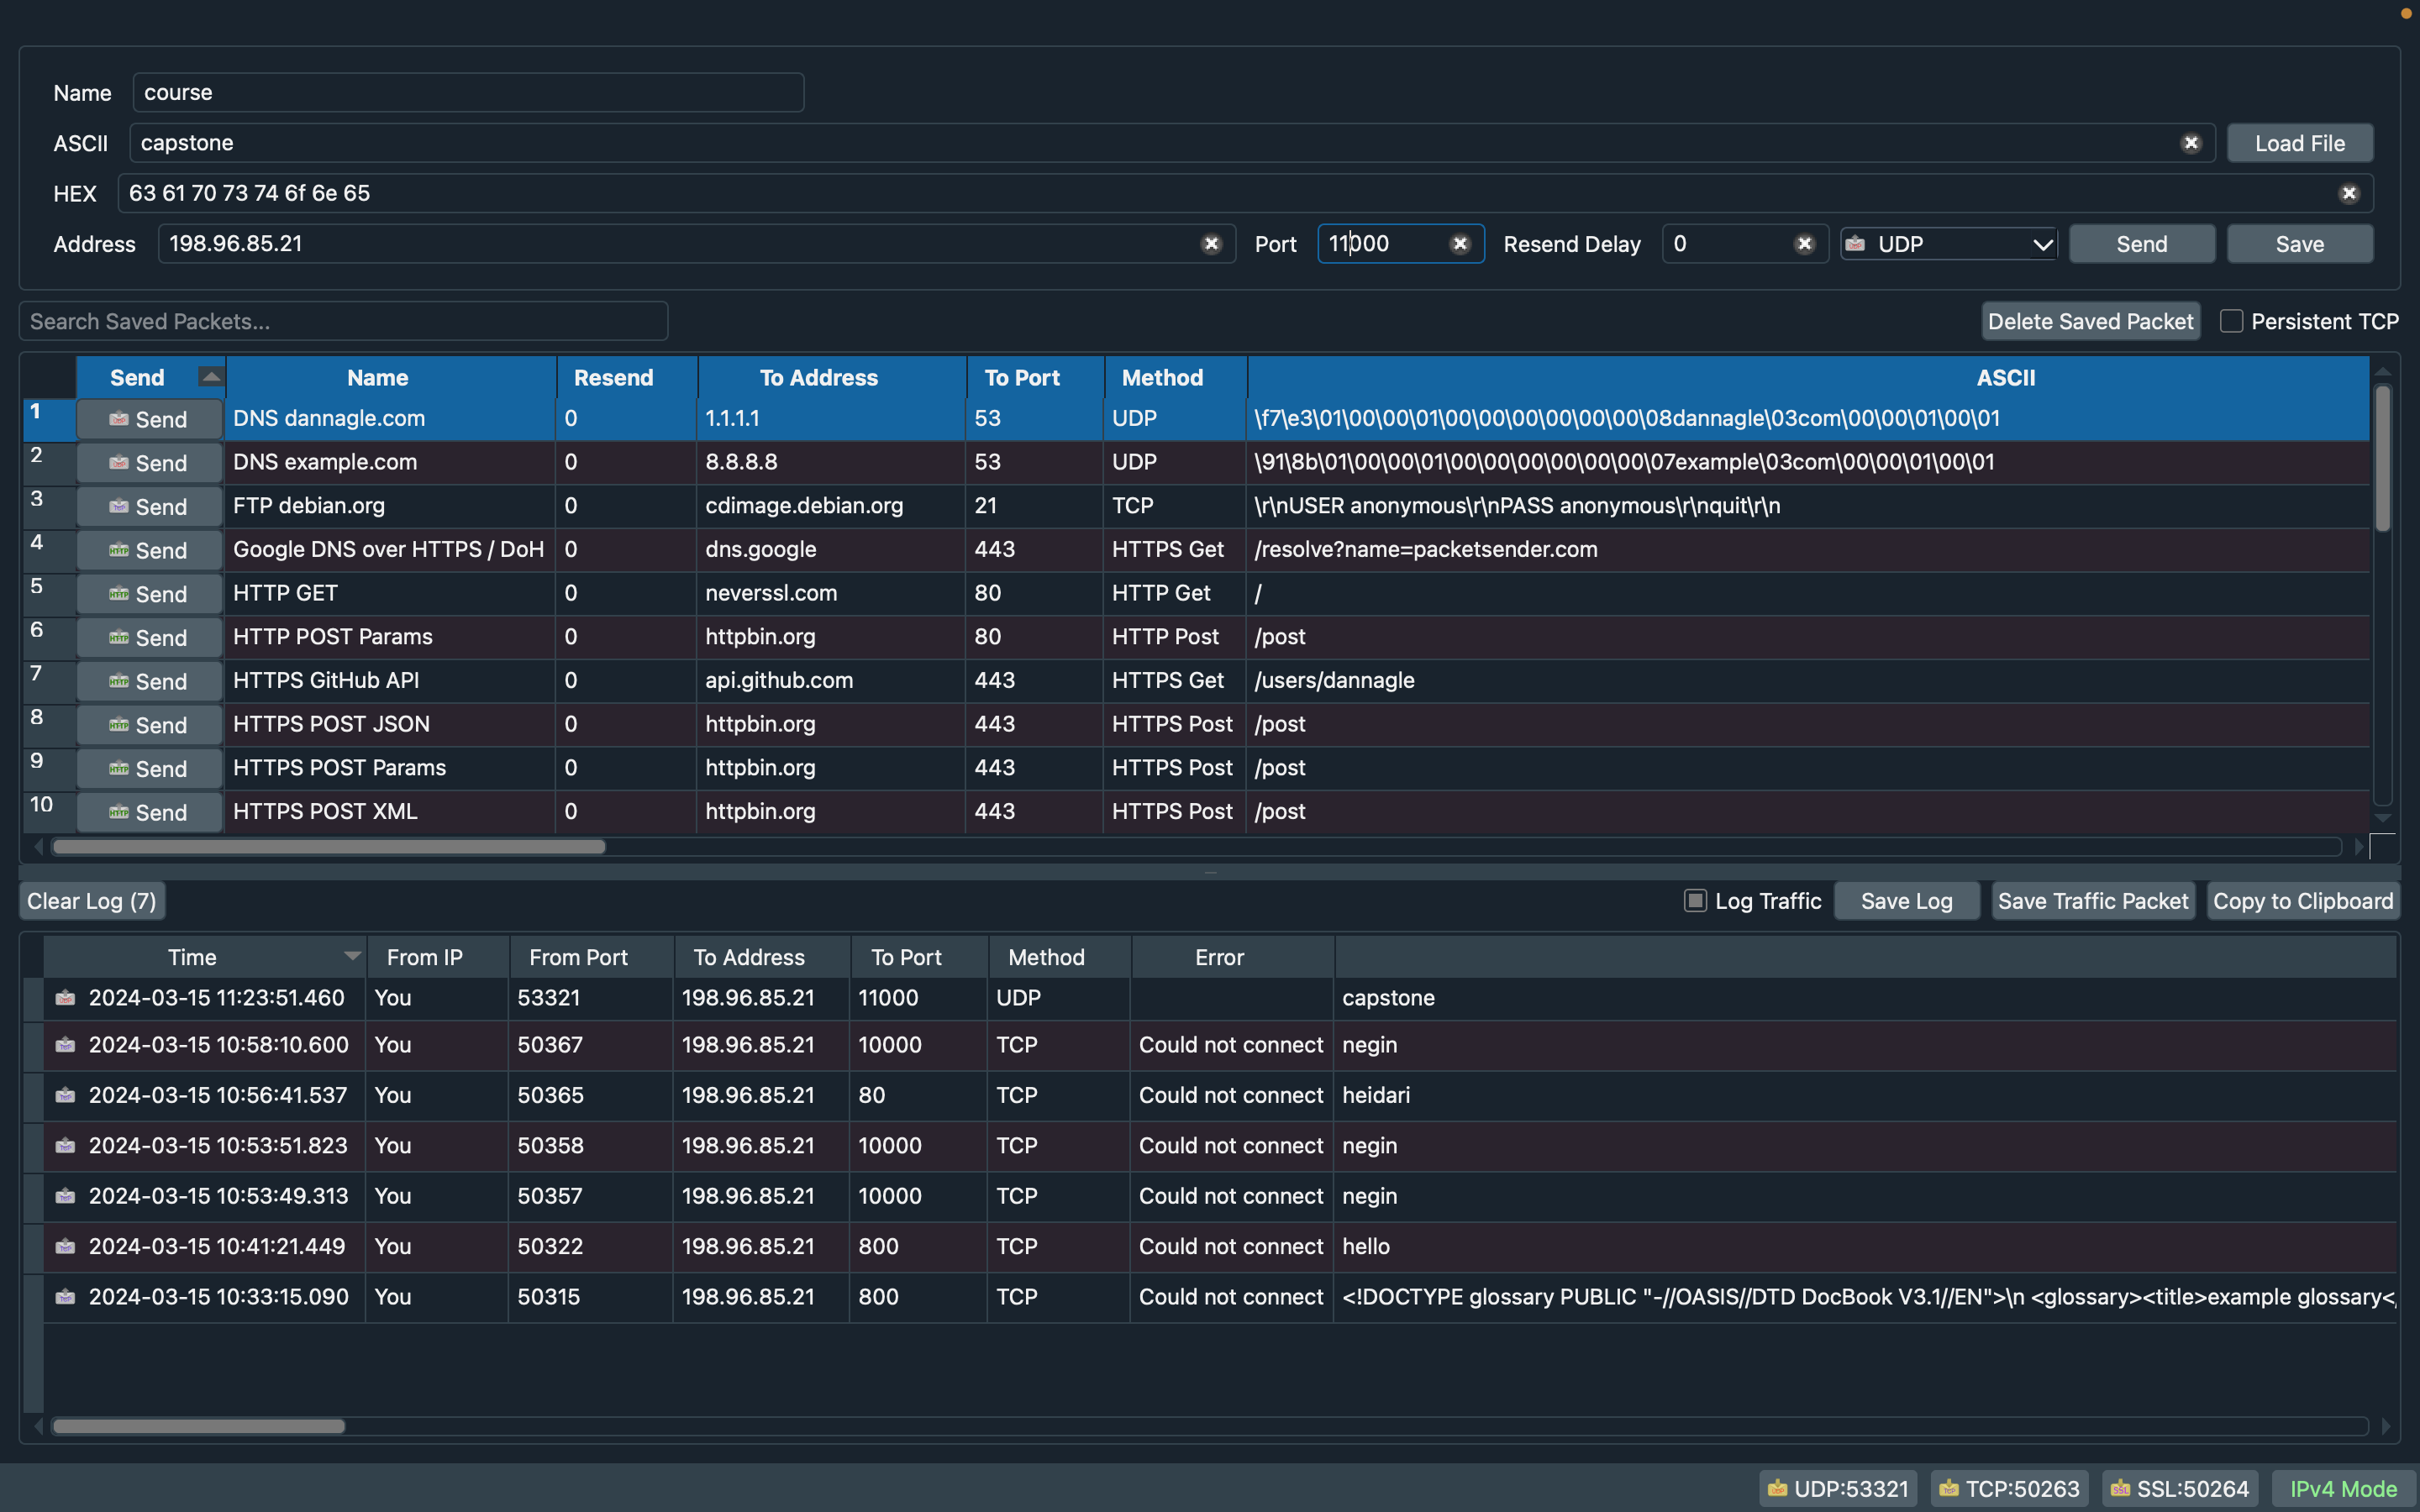 Name course
ASCII capstone Load File
HEX 63 61 70 73 74 6f 6e 65
Address 198.96.85.21 Port 11000 Resend Delay 0 UDP Send Save
Search Saved Packets... Delete Saved Packet Persistent TCP
Send Name Resend To Address To Port Method ASCII
1 Send DNS dannagle.com 0 1.1.1.1 53 UDP \f7\e3\01\00\00\01\00\00\00\00\00\00\08dannagle\03com\00\00\01\00\01
2 Send DNS example.com 0 8.8.8.8 53 UDP \91\8b\01\00\00\01\00\00\00\00\00\00\07example\03com\00\00\01\00\01
3 Send FTP debian.org 0 cdimage.debian.org 21 TCP \r\nUSER anonymous\r\nPASS anonymous\r\nquit\r\n
4 Send Google DNS over HTTPS / DoH 0 dns.google 443 HTTPS Get /resolve?name=packetsender.com
5 Send HTTP GET 0 neverssl.com 80 HTTP Get /
6 Send HTTP POST Params 0 httpbin.org 80 HTTP Post /post
7 Send HTTPS GitHub API 0 api.github.com 443 HTTPS Get /users/dannagle
8 Send HTTPS POST JSON 0 httpbin.org 443 HTTPS Post /post
9 Send HTTPS POST Params 0 httpbin.org 443 HTTPS Post /post
10 Send HTTPS POST XML 0 httpbin.org 443 HTTPS Post /post
Clear Log (7) Log Traffic Save Log Save Traffic Packet Copy to Clipboard
Time From IP From Port To Address To Port Method Error
2024-03-15 11:23:51.460 You 53321 198.96.85.21 11000 UDP capstone
2024-03-15 10:58:10.600 You 50367 198.96.85.21 10000 TCP Could not connect negin
2024-03-15 10:56:41.537 You 50365 198.96.85.21 80 TCP Could not connect heidari
2024-03-15 10:53:51.823 You 50358 198.96.85.21 10000 TCP Could not connect negin
2024-03-15 10:53:49.313 You 50357 198.96.85.21 10000 TCP Could not connect negin
2024-03-15 10:41:21.449 You 50322 198.96.85.21 800 TCP Could not connect hello
2024-03-15 10:33:15.090 You 50315 198.96.85.21 800 TCP Could not connect <!DOCTYPE glossary PUBLIC "-//OASIS//DTD DocBook V3.1//EN">\n <glossary><title>example glossary<
UDP:53321 TCP:50263 SSL:50264 IPv4 Mode